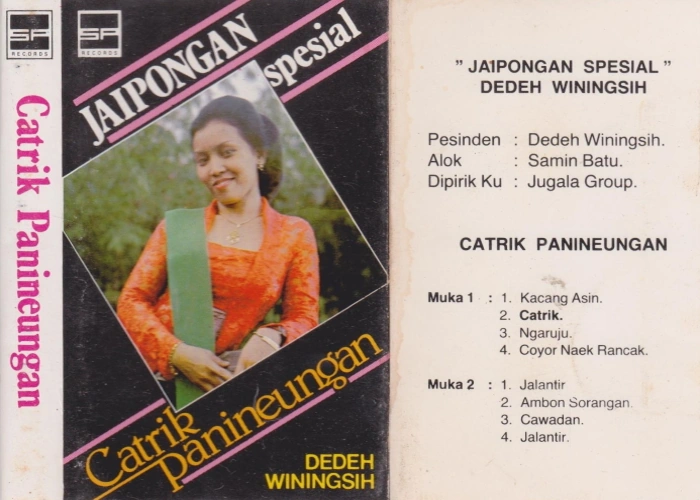 SP
RECORDS
Catrik Panineungan
SP
RECORDS
JAIPONGAN
spesial
Catrik
Panineungan
DEDEH
WININGSIH
" JA1PONGAN SPESIAL "
DEDEH WININGSIH
Pesinden : Dedeh Winingsih.
Alok : Samin Batu.
Dipirik Ku : Jugala Group.
CATRIK PANINEUNGAN
Muka 1 : 1. Kacang Asin.
2. Catrik.
3. Ngaruju.
4. Coyor Naek Rancak.
Muka 2 : 1. Jalantir
2. Ambon Sorangan.
3. Cawadan.
4. Jalantir.